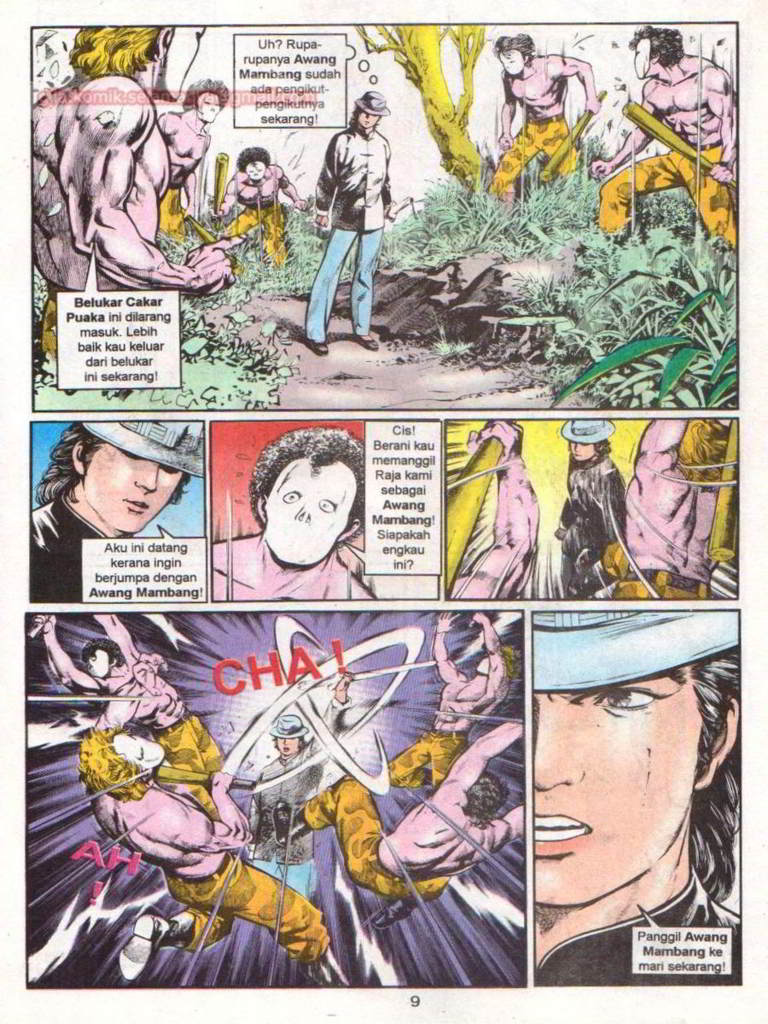 Uh? Rupa-
rupanya Awang
Mambang sudah
ada pengikut-
pengikutnya
sekarang!
Belukar Cakar
Puaka ini dilarang
masuk. Lebih
baik kau keluar
dari belukar
ini sekarang!
Aku ini datang
kerana ingin
berjumpa dengan
Awang Mambang!
Cis!
Berani kau
memanggil
Raja kami
sebagai
Awang
Mambang!
Siapakah
engkau
ini?
CHA!
AH
!
Panggil Awang
Mambang ke
mari sekarang!
9